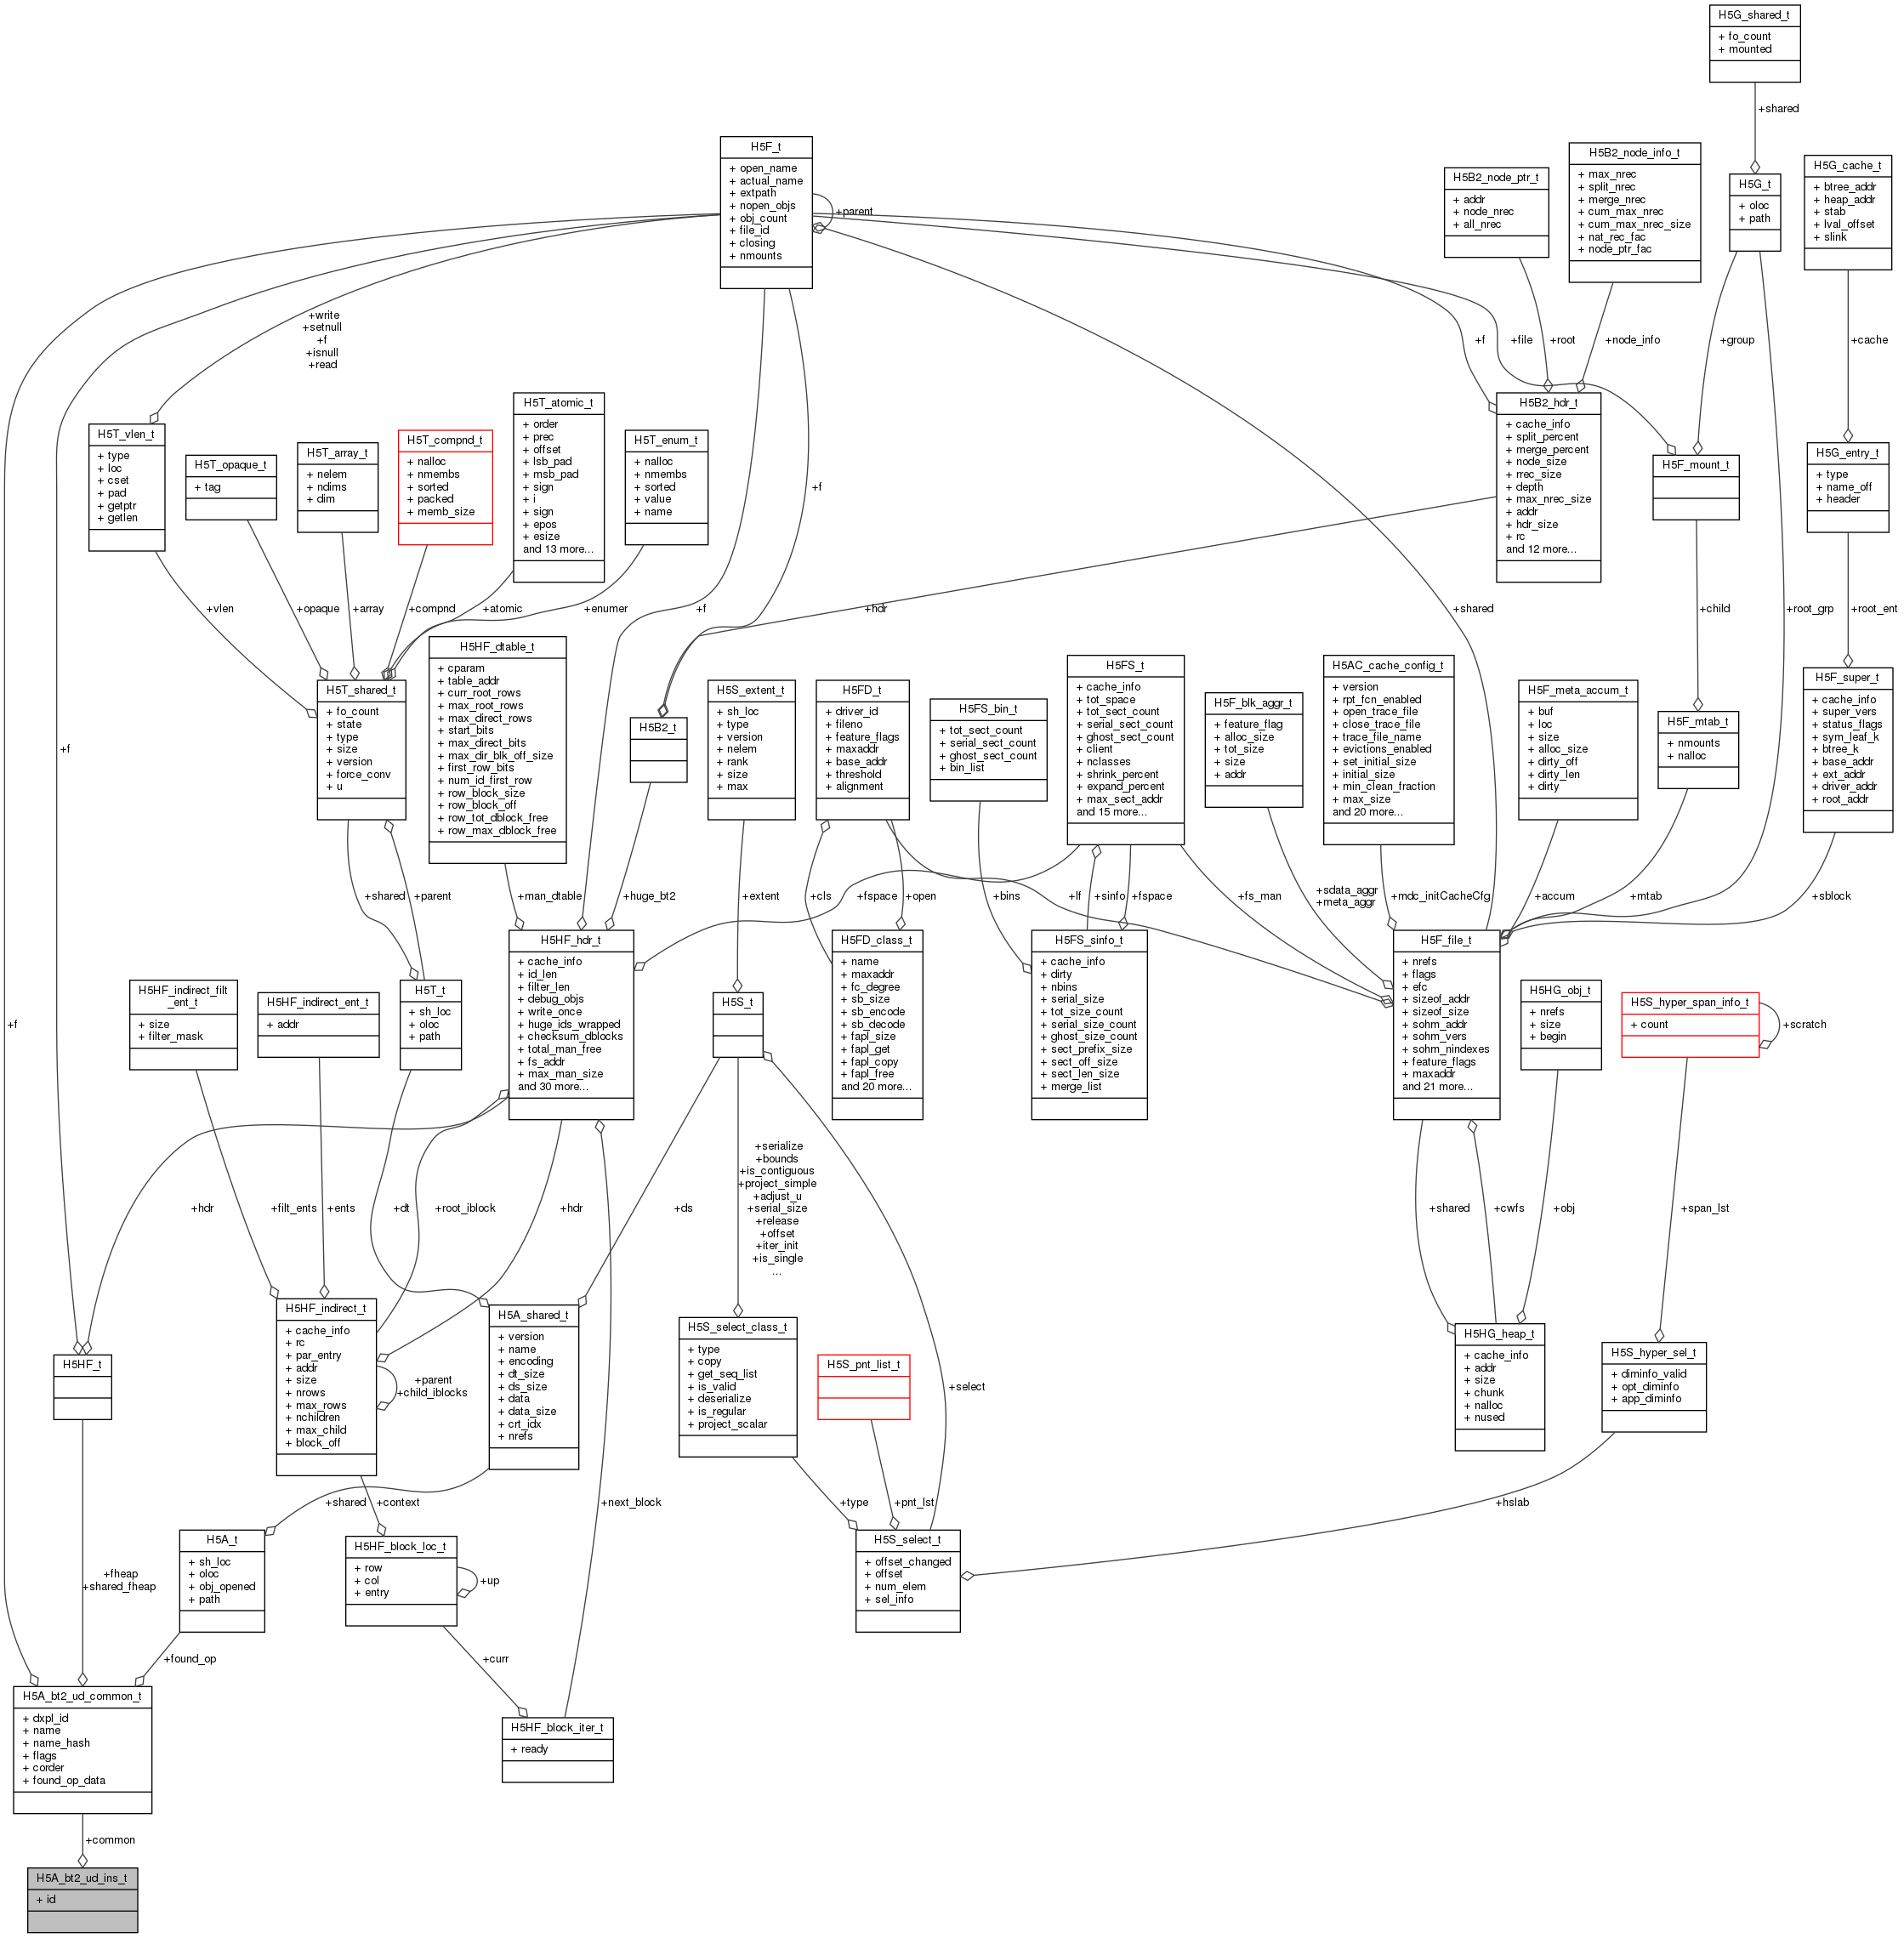 H5G_shared_t
+ fo_count
+ mounted
+shared
H5F_t
+ open_name
+ actual_name
+ extpath
+ nopen_objs
+ obj_count
+ file_id
+ closing
+ nmounts
+parent
H5B2_node_ptr_t
+ addr
+ node_nrec
+ all_nrec
H5B2_node_info_t
+ max_nrec
+ split_nrec
+ merge_nrec
+ cum_max_nrec
+ cum_max_nrec_size
+ nat_rec_fac
+ node_ptr_fac
H5G_t
+ oloc
+ path
H5G_cache_t
+ btree_addr
+ heap_addr
+ stab
+ lval_offset
+ slink
+write
+setnull
+f
+isnull
+read
+f
+file
+root
+node_info
+group
+cache
H5T_vlen_t
+ type
+ loc
+ cset
+ pad
+ getptr
+ getlen
H5T_opaque_t
+ tag
H5T_array_t
+ nelem
+ ndims
+ dim
H5T_compnd_t
+ nalloc
+ nmembs
+ sorted
+ packed
+ memb_size
H5T_atomic_t
+ order
+ prec
+ offset
+ lsb_pad
+ msb_pad
+ sign
+ i
+ sign
+ epos
+ esize
and 13 more...
H5T_enum_t
+ nalloc
+ nmembs
+ sorted
+ value
+ name
+f
H5B2_hdr_t
+ cache_info
+ split_percent
+ merge_percent
+ node_size
+ rrec_size
+ depth
+ max_nrec_size
+ addr
+ hdr_size
+ rc
and 12 more...
H5F_mount_t
H5G_entry_t
+ type
+ name_off
+ header
+vlen
+opaque
+array
+compnd
+atomic
+enumer
+f
+hdr
+shared
+child
+root_grp
+root_ent
+f
H5T_shared_t
+ fo_count
+ state
+ type
+ size
+ version
+ force_conv
+ u
H5HF_dtable_t
+ cparam
+ table_addr
+ curr_root_rows
+ max_root_rows
+ max_direct_rows
+ start_bits
+ max_direct_bits
+ max_dir_blk_off_size
+ first_row_bits
+ num_id_first_row
+ row_block_size
+ row_block_off
+ row_tot_dblock_free
+ row_max_dblock_free
H5B2_t
H5S_extent_t
+ sh_loc
+ type
+ version
+ nelem
+ rank
+ size
+ max
H5FD_t
+ driver_id
+ fileno
+ feature_flags
+ maxaddr
+ base_addr
+ threshold
+ alignment
H5FS_bin_t
+ tot_sect_count
+ serial_sect_count
+ ghost_sect_count
+ bin_list
H5FS_t
+ cache_info
+ tot_space
+ tot_sect_count
+ serial_sect_count
+ ghost_sect_count
+ client
+ nclasses
+ shrink_percent
+ expand_percent
+ max_sect_addr
and 15 more...
H5F_blk_aggr_t
+ feature_flag
+ alloc_size
+ tot_size
+ size
+ addr
H5AC_cache_config_t
+ version
+ rpt_fcn_enabled
+ open_trace_file
+ close_trace_file
+ trace_file_name
+ evictions_enabled
+ set_initial_size
+ initial_size
+ min_clean_fraction
+ max_size
and 20 more...
H5F_meta_accum_t
+ buf
+ loc
+ size
+ alloc_size
+ dirty_off
+ dirty_len
+ dirty
H5F_mtab_t
+ nmounts
+ nalloc
H5F_super_t
+ cache_info
+ super_vers
+ status_flags
+ sym_leaf_k
+ btree_k
+ base_addr
+ ext_addr
+ driver_addr
+ root_addr
+shared
+parent
+man_dtable
+huge_bt2
+extent
+cls
+fspace
+open
+bins
+lf
+sinfo
+fspace
+fs_man
+sdata_aggr
+meta_aggr
+mdc_initCacheCfg
+accum
+mtab
+sblock
H5HF_indirect_filt
_ent_t
+ size
+ filter_mask
H5HF_indirect_ent_t
+ addr
H5T_t
+ sh_loc
+ oloc
+ path
H5HF_hdr_t
+ cache_info
+ id_len
+ filter_len
+ debug_objs
+ write_once
+ huge_ids_wrapped
+ checksum_dblocks
+ total_man_free
+ fs_addr
+ max_man_size
and 30 more...
H5S_t
H5FD_class_t
+ name
+ maxaddr
+ fc_degree
+ sb_size
+ sb_encode
+ sb_decode
+ fapl_size
+ fapl_get
+ fapl_copy
+ fapl_free
and 20 more...
H5FS_sinfo_t
+ cache_info
+ dirty
+ nbins
+ serial_size
+ tot_size_count
+ serial_size_count
+ ghost_size_count
+ sect_prefix_size
+ sect_off_size
+ sect_len_size
+ merge_list
H5F_file_t
+ nrefs
+ flags
+ efc
+ sizeof_addr
+ sizeof_size
+ sohm_addr
+ sohm_vers
+ sohm_nindexes
+ feature_flags
+ maxaddr
and 21 more...
H5HG_obj_t
+ nrefs
+ size
+ begin
H5S_hyper_span_info_t
+ count
+scratch
+f
+hdr
+filt_ents
+ents
+dt
+root_iblock
+hdr
+ds
+serialize
+bounds
+is_contiguous
+project_simple
+adjust_u
+serial_size
+release
+offset
+iter_init
+is_single
...
+shared
+cwfs
+obj
+span_lst
H5HF_t
H5HF_indirect_t
+ cache_info
+ rc
+ par_entry
+ addr
+ size
+ nrows
+ max_rows
+ nchildren
+ max_child
+ block_off
+parent
+child_iblocks
H5A_shared_t
+ version
+ name
+ encoding
+ dt_size
+ ds_size
+ data
+ data_size
+ crt_idx
+ nrefs
H5S_select_class_t
+ type
+ copy
+ get_seq_list
+ is_valid
+ deserialize
+ is_regular
+ project_scalar
H5S_pnt_list_t
+select
H5HG_heap_t
+ cache_info
+ addr
+ size
+ chunk
+ nalloc
+ nused
H5S_hyper_sel_t
+ diminfo_valid
+ opt_diminfo
+ app_diminfo
+shared
+context
+next_block
+type
+pnt_lst
+hslab
+fheap
+shared_fheap
H5A_t
+ sh_loc
+ oloc
+ obj_opened
+ path
H5HF_block_loc_t
+ row
+ col
+ entry
+up
H5S_select_t
+ offset_changed
+ offset
+ num_elem
+ sel_info
+found_op
+curr
H5A_bt2_ud_common_t
+ dxpl_id
+ name
+ name_hash
+ flags
+ corder
+ found_op_data
H5HF_block_iter_t
+ ready
+common
H5A_bt2_ud_ins_t
+ id